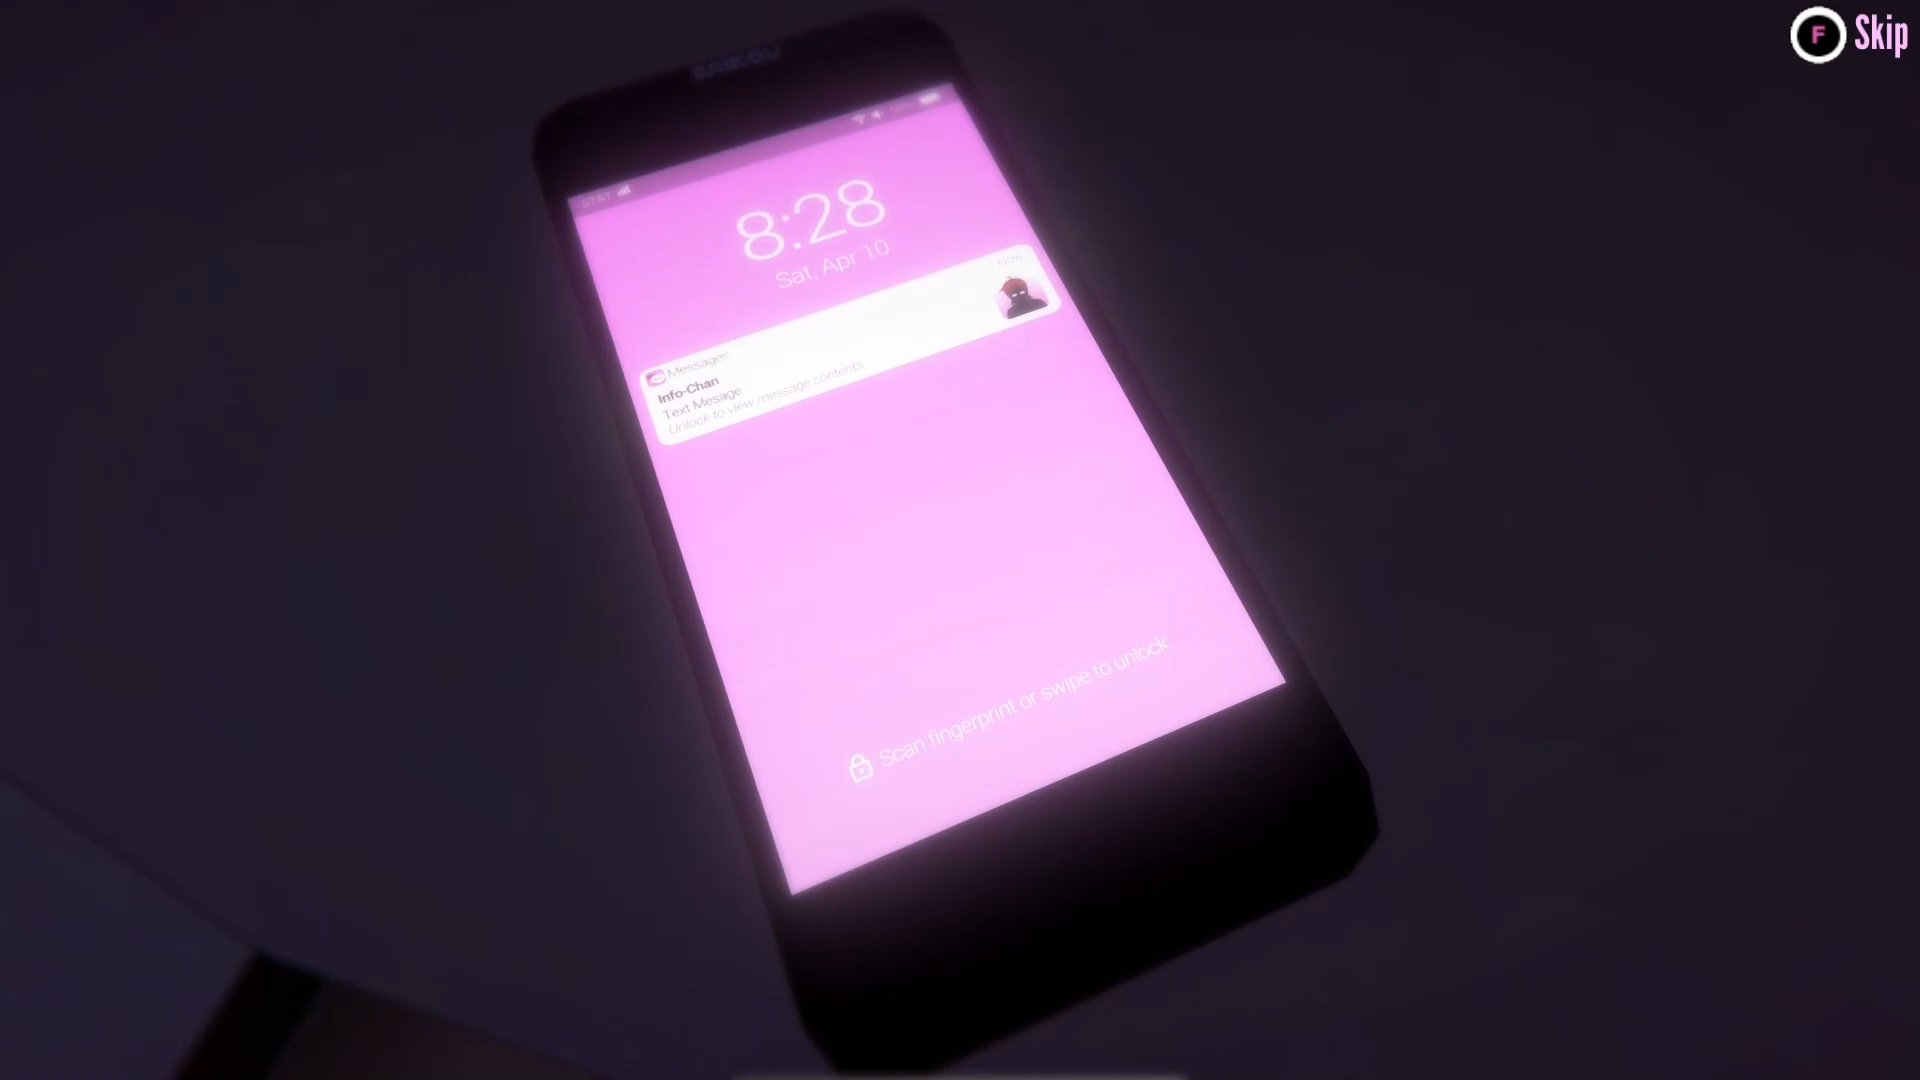 F Skip
8:28
Sat, Apr 10
Now
Messages
Info-Chan
Text Mesage
Unlock to view message contents
Scan fingerprint or swipe to unlock